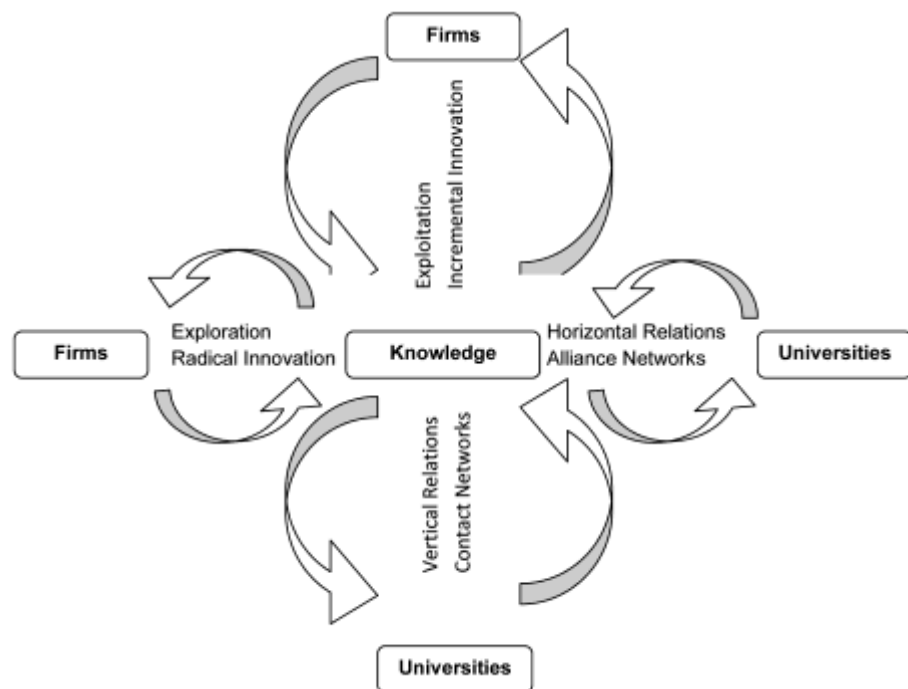 Firms
Exploitation
Incremental Innovation
Firms
Exploration
Radical Innovation
Knowledge
Horizontal Relations
Alliance Networks
Universities
Vertical Relations
Contact Networks
Universities